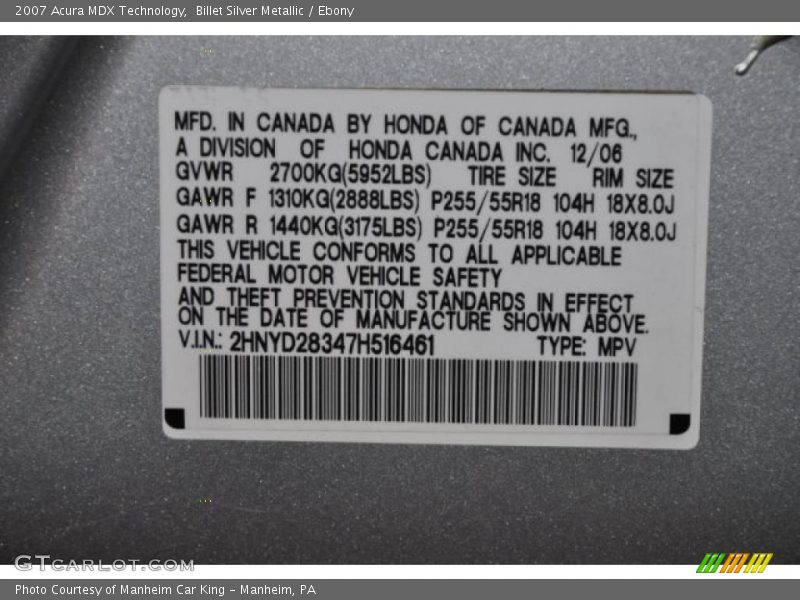 2007 Acura MDX Technology,  Billet Silver Metallic / Ebony
MFD. IN CANADA BY HONDA OF CANADA MFG.,
A DIVISION OF HONDA CANADA INC. 12/06
GVWR 2700KG(5952LBS) TIRE SIZE RIM SIZE
GAWR F 1310KG(2888LBS) P255/55R18 104H 18X8.0J
GAWR R 1440KG(3175LBS) P255/55R18 104H 18X8.0J
THIS VEHICLE CONFORMS TO ALL APPLICABLE
FEDERAL MOTOR VEHICLE SAFETY
AND THEFT PREVENTION STANDARDS IN EFFECT
ON THE DATE OF MANUFACTURE SHOWN ABOVE.
V.I.N.: 2HNYD28347H516461 TYPE: MPV
GTCARLOT.COM
Photo Courtesy of Manheim Car King - Manheim, PA